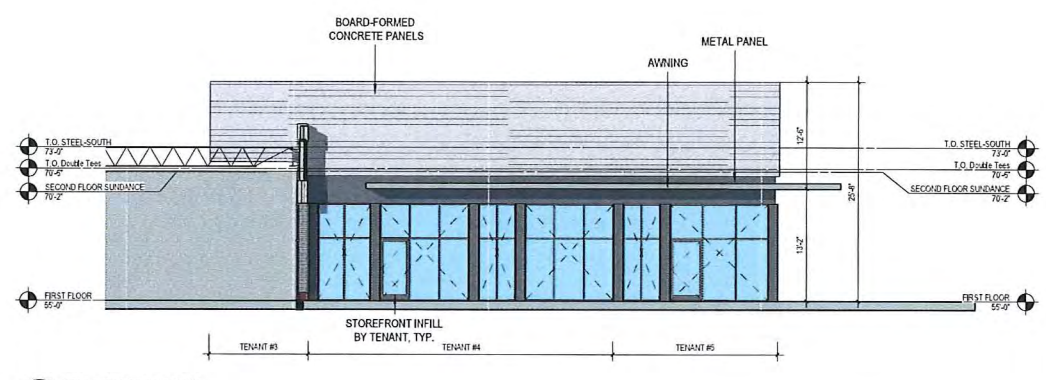 BOARD-FORMED
CONCRETE PANELS
METAL PANEL
AWNING
T.O. STEEL-SOUTH
73'-0"
T.O. Double Tees
70'-6"
SECOND FLOOR SUNDANCE
70'-2"
12'-6"
25'-8"
13'-2"
T.O. STEEL-SOUTH
73'-0"
T.O. Double Tees
70'-6"
SECOND FLOOR SUNDANCE
70'-2"
FIRST FLOOR
55'-0"
FIRST FLOOR
55'-0"
STOREFRONT INFILL
BY TENANT, TYP.
TENANT #3
TENANT #4
TENANT #5